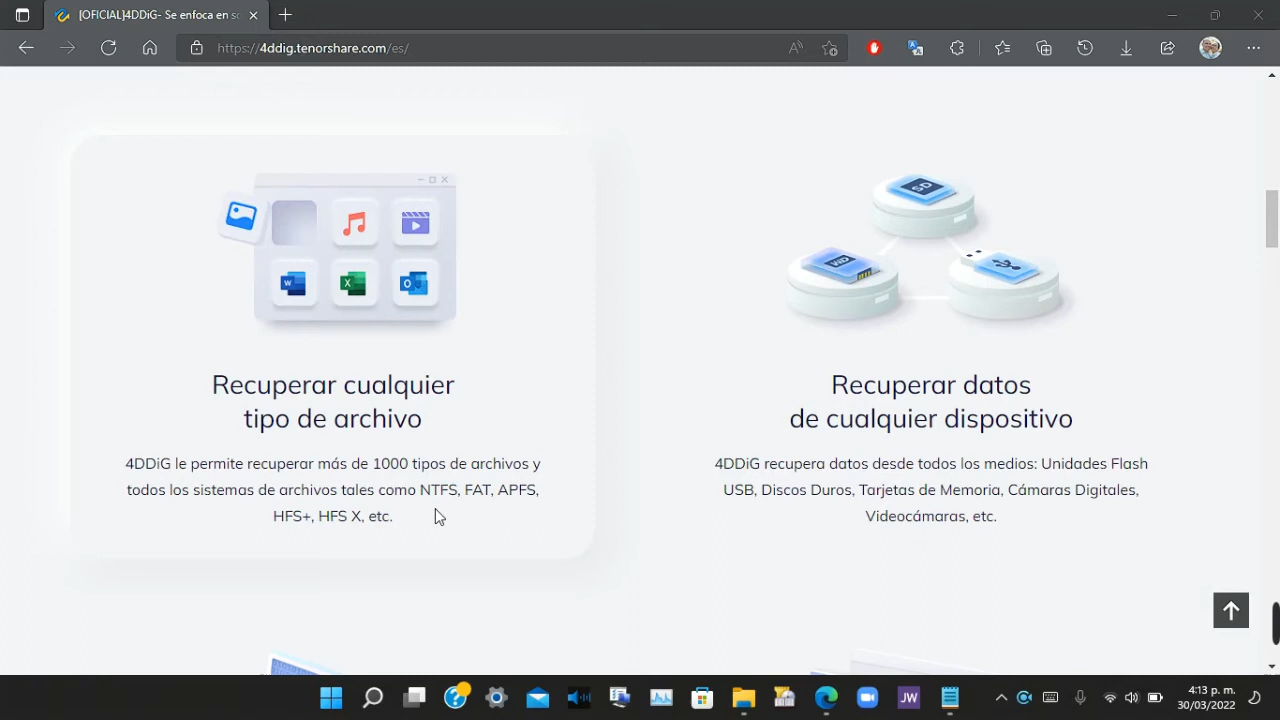 [OFICIAL]4DDiG- Se enfoca en so
https://4ddig.tenorshare.com/es/
SD
WD
Recuperar cualquier
tipo de archivo
4DDiG le permite recuperar más de 1000 tipos de archivos y
todos los sistemas de archivos tales como NTFS, FAT, APFS,
HFS+, HFS X, etc.
Recuperar datos
de cualquier dispositivo
4DDiG recupera datos desde todos los medios: Unidades Flash
USB, Discos Duros, Tarjetas de Memoria, Cámaras Digitales,
Videocámaras, etc.
JW
4:13 p. m.
30/03/2022